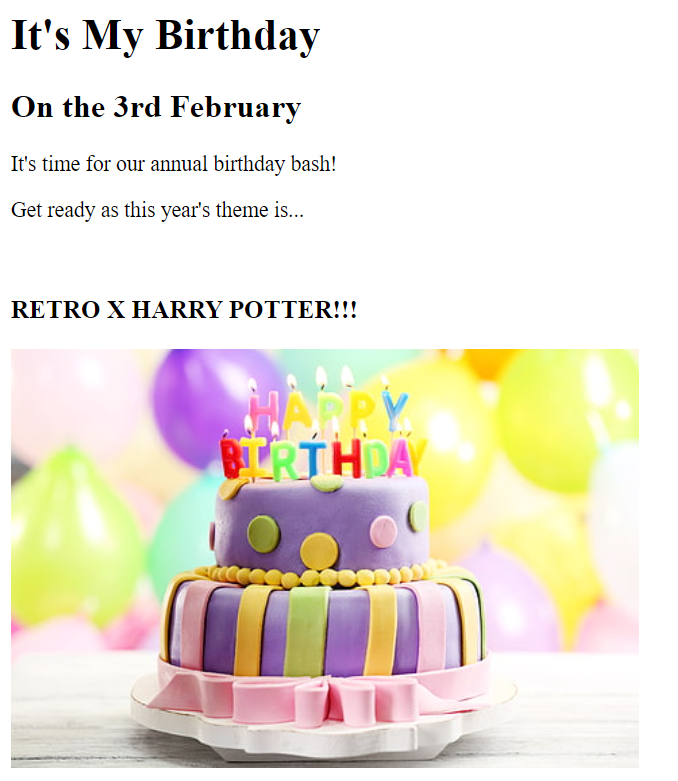 It's My Birthday
On the 3rd February
It's time for our annual birthday bash!
Get ready as this year's theme is...
RETRO X HARRY POTTER!!!
HAPPY
BIRTHDAY